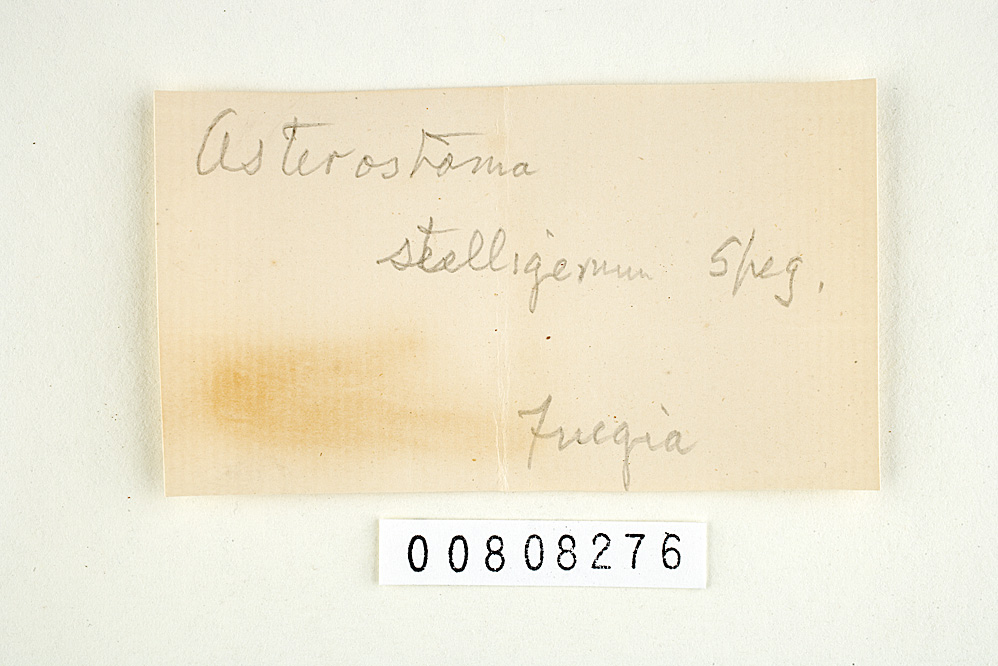 Asterostoma
stelligerum Speg.
Fuegia
00808276